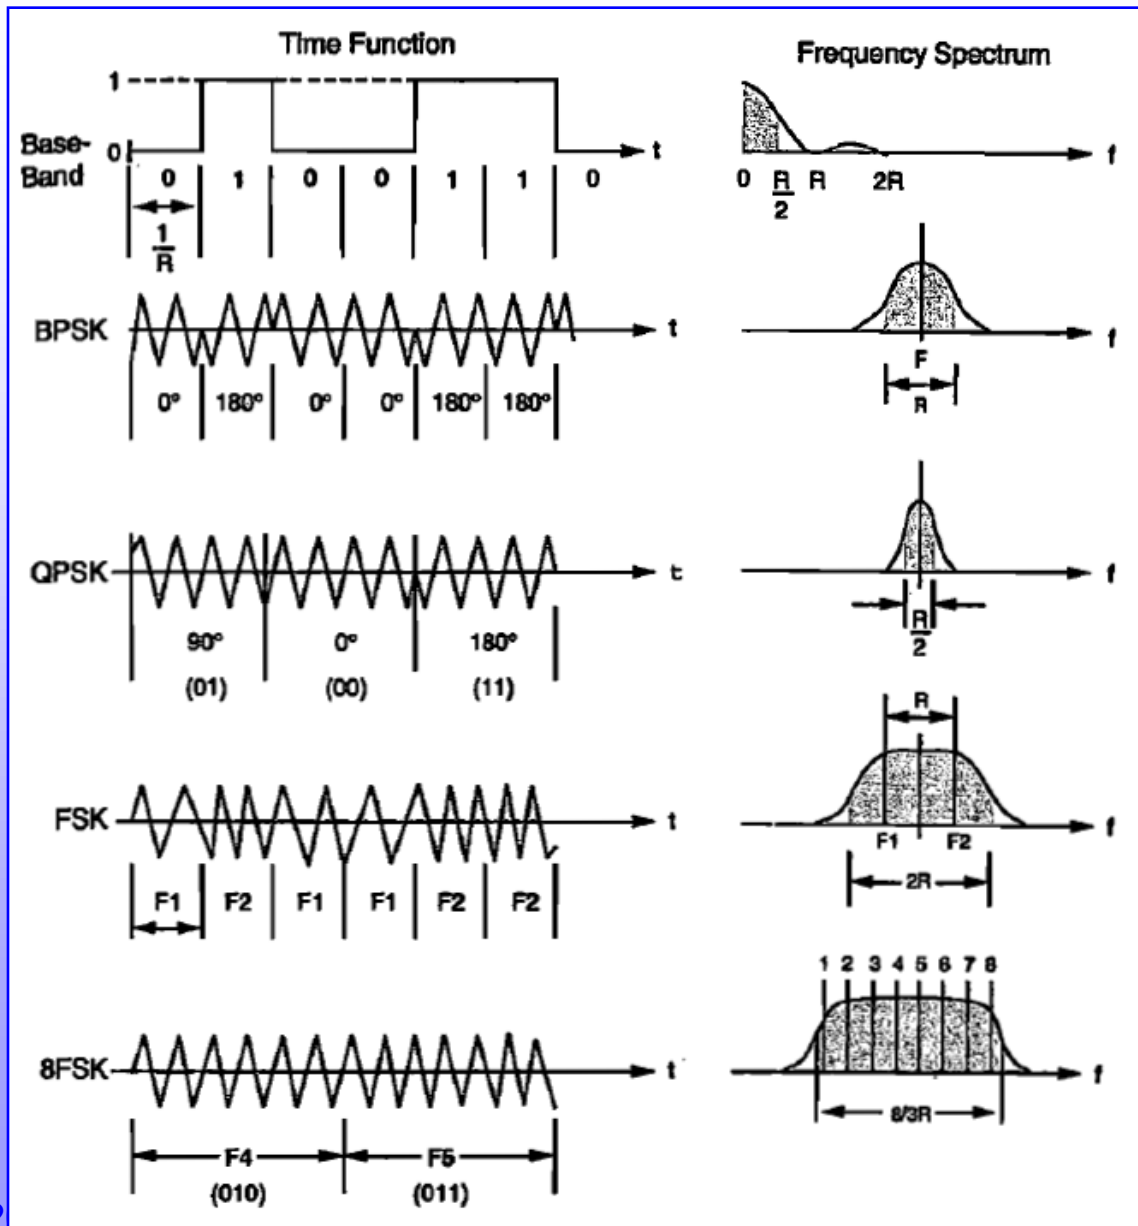 Time Function
Frequency Spectrum
1
0
Base-
Band
t
0 1 0 0 1 1 0
1
R
f
0 R R 2R
2
BPSK
t
0° 180° 0° 0° 180° 180°
f
F
R
QPSK
t
90° 0° 180°
(01) (00) (11)
f
R
2
FSK
t
F1 F2 F1 F1 F2 F2
R
f
F1 F2
2R
8FSK
t
F4 F5
(010) (011)
1 2 3 4 5 6 7 8
f
8/3R